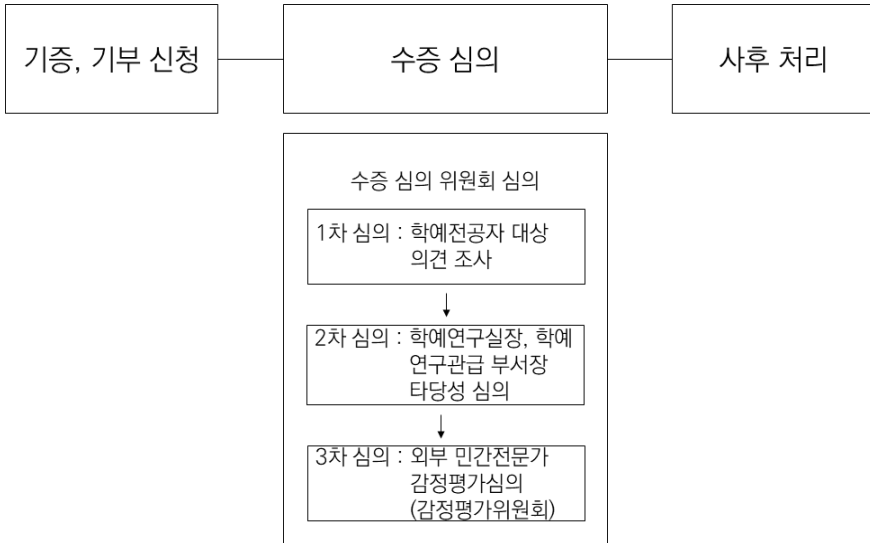 기증, 기부 신청
수증 심의
사후 처리
수증 심의 위원회 심의
1차 심의 : 학예전공자 대상
의견 조사
2차 심의 : 학예연구실장, 학예
연구관급 부서장
타당성 심의
3차 심의 : 외부 민간전문가
감정평가심의
(감정평가위원회)